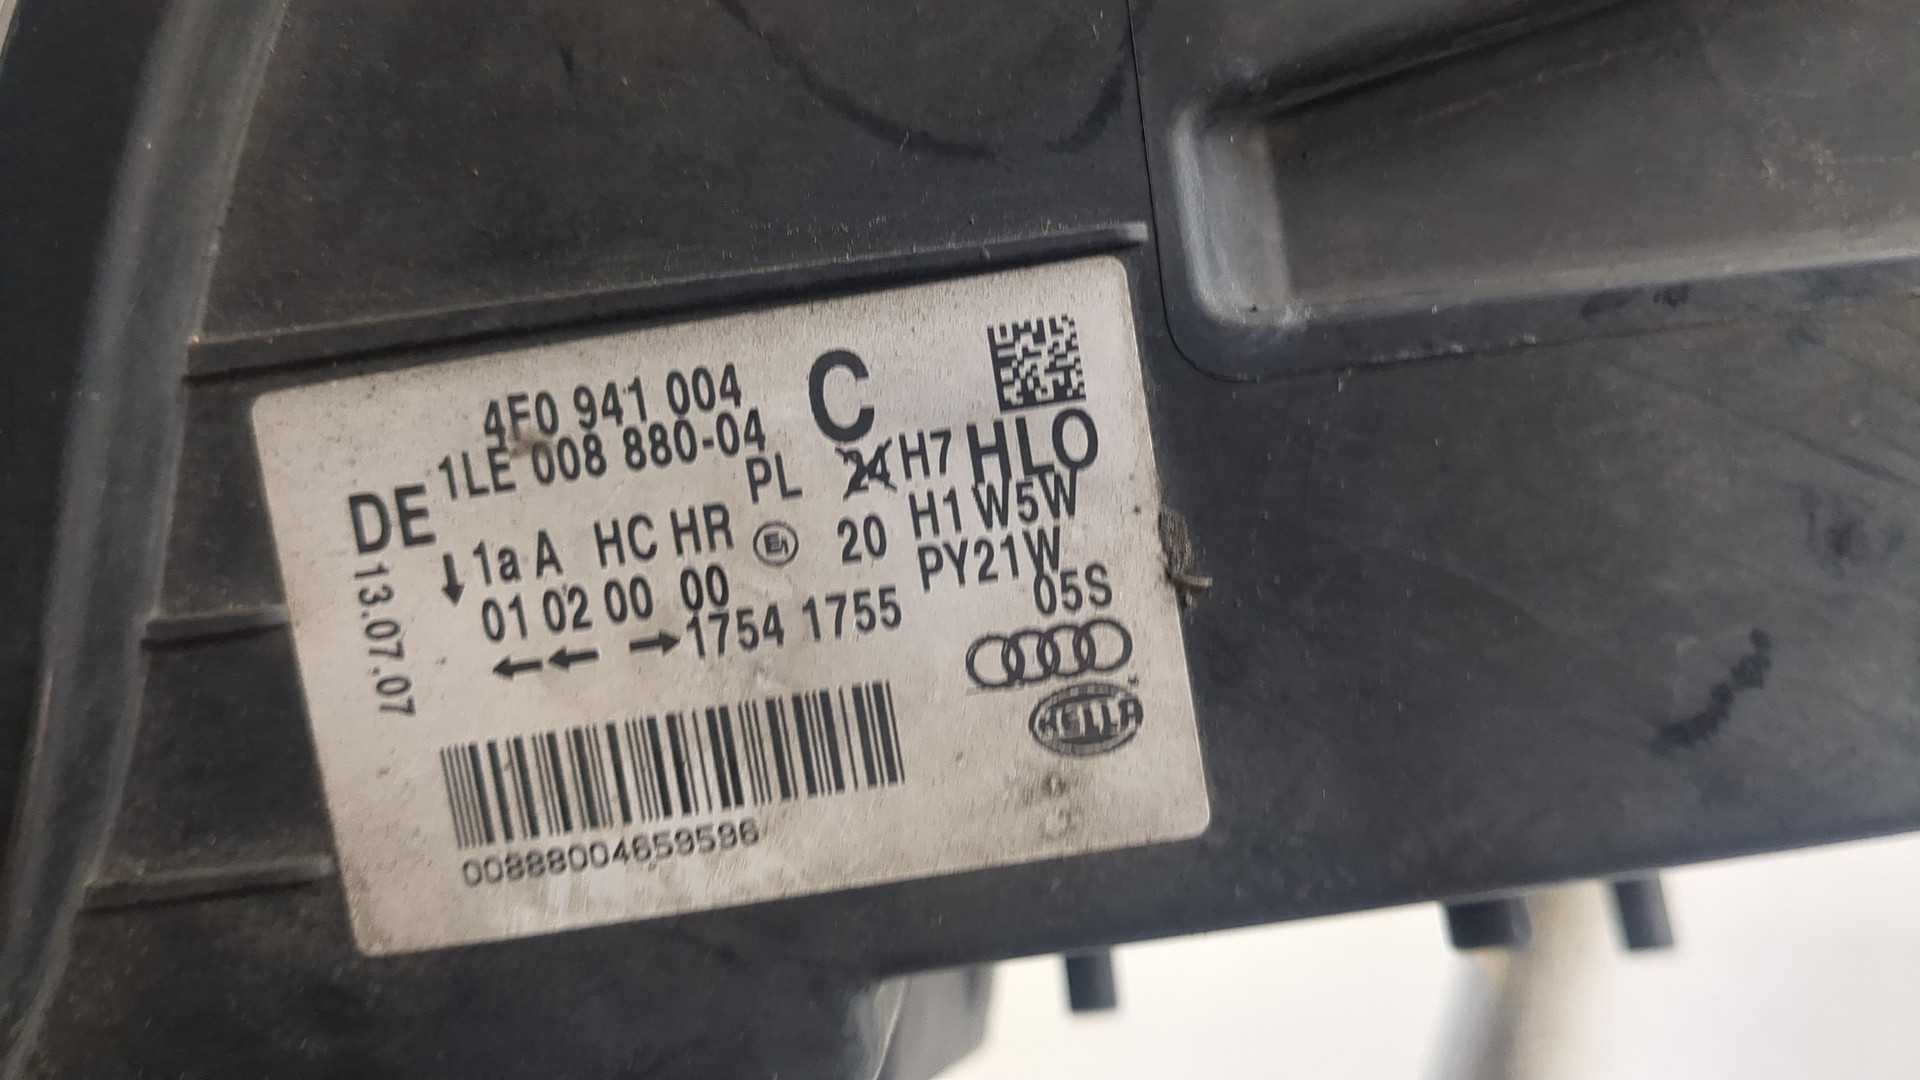 4F0 941 004 C
1LE 008 880-04
DE PL 24 H7 HLO
1a A HC HR E1 20 H1 W5W
01 02 00 00 PY21W
←← → 1754 1755 05S
13.07.07
HELLA
00888004659596